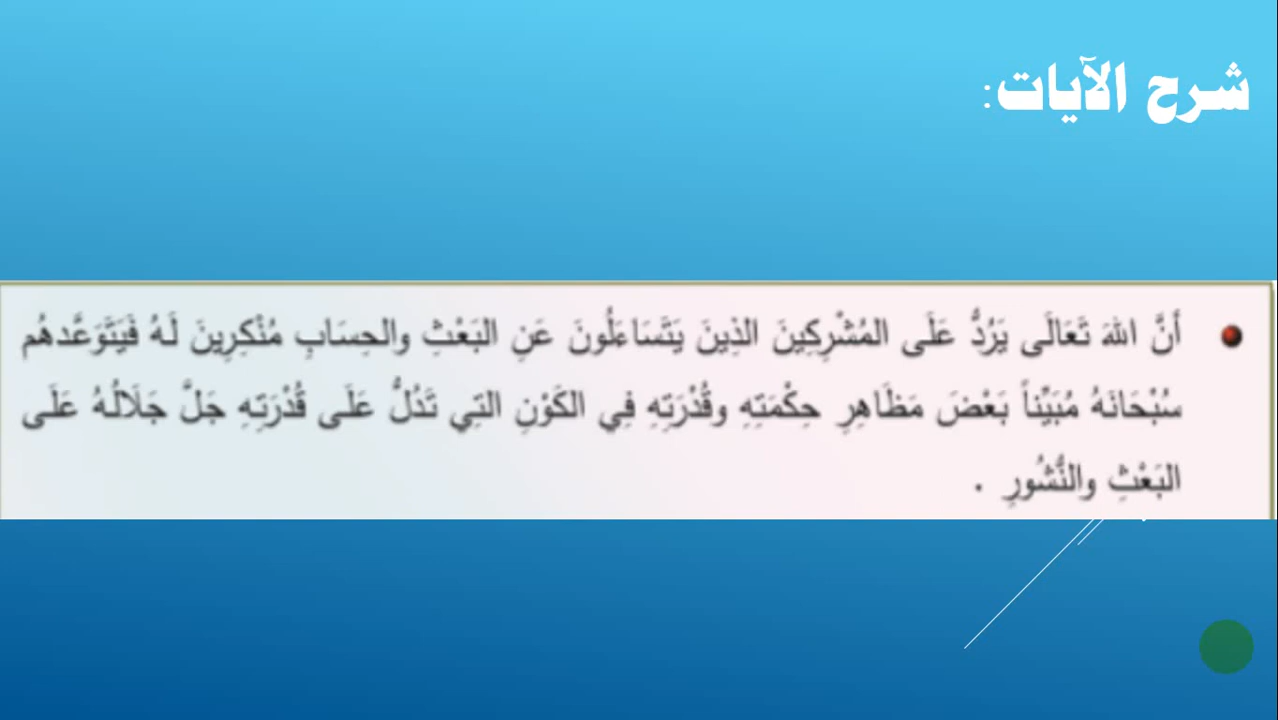 شرح الآيات:
أَنَّ اللهَ تَعَالَى يَرُدُّ عَلَى المُشْرِكِينَ الذِينَ يَتَسَاءَلُونَ عَنِ البَعْثِ والحِسَابِ مُنْكِرِينَ لَهُ فَيَتَوَعَّدهُم
سُبْحَانَهُ مُبَيِّناً بَعْضَ مَظَاهِرِ حِكْمَتِهِ وقُدْرَتِهِ فِي الكَوْنِ التِي تَدُلُّ عَلَى قُدْرَتِهِ جَلَّ جَلَالُهُ عَلَى
البَعْثِ والنُّشُورِ .